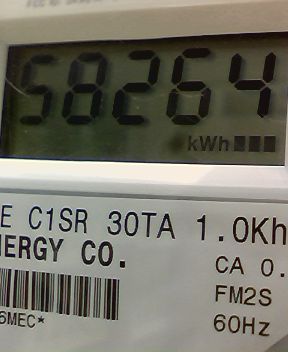 58264
kWh
E C1SR 30TA 1.0Kh
NERGY CO.
CA 0.
FM2S
6MEC*
60Hz